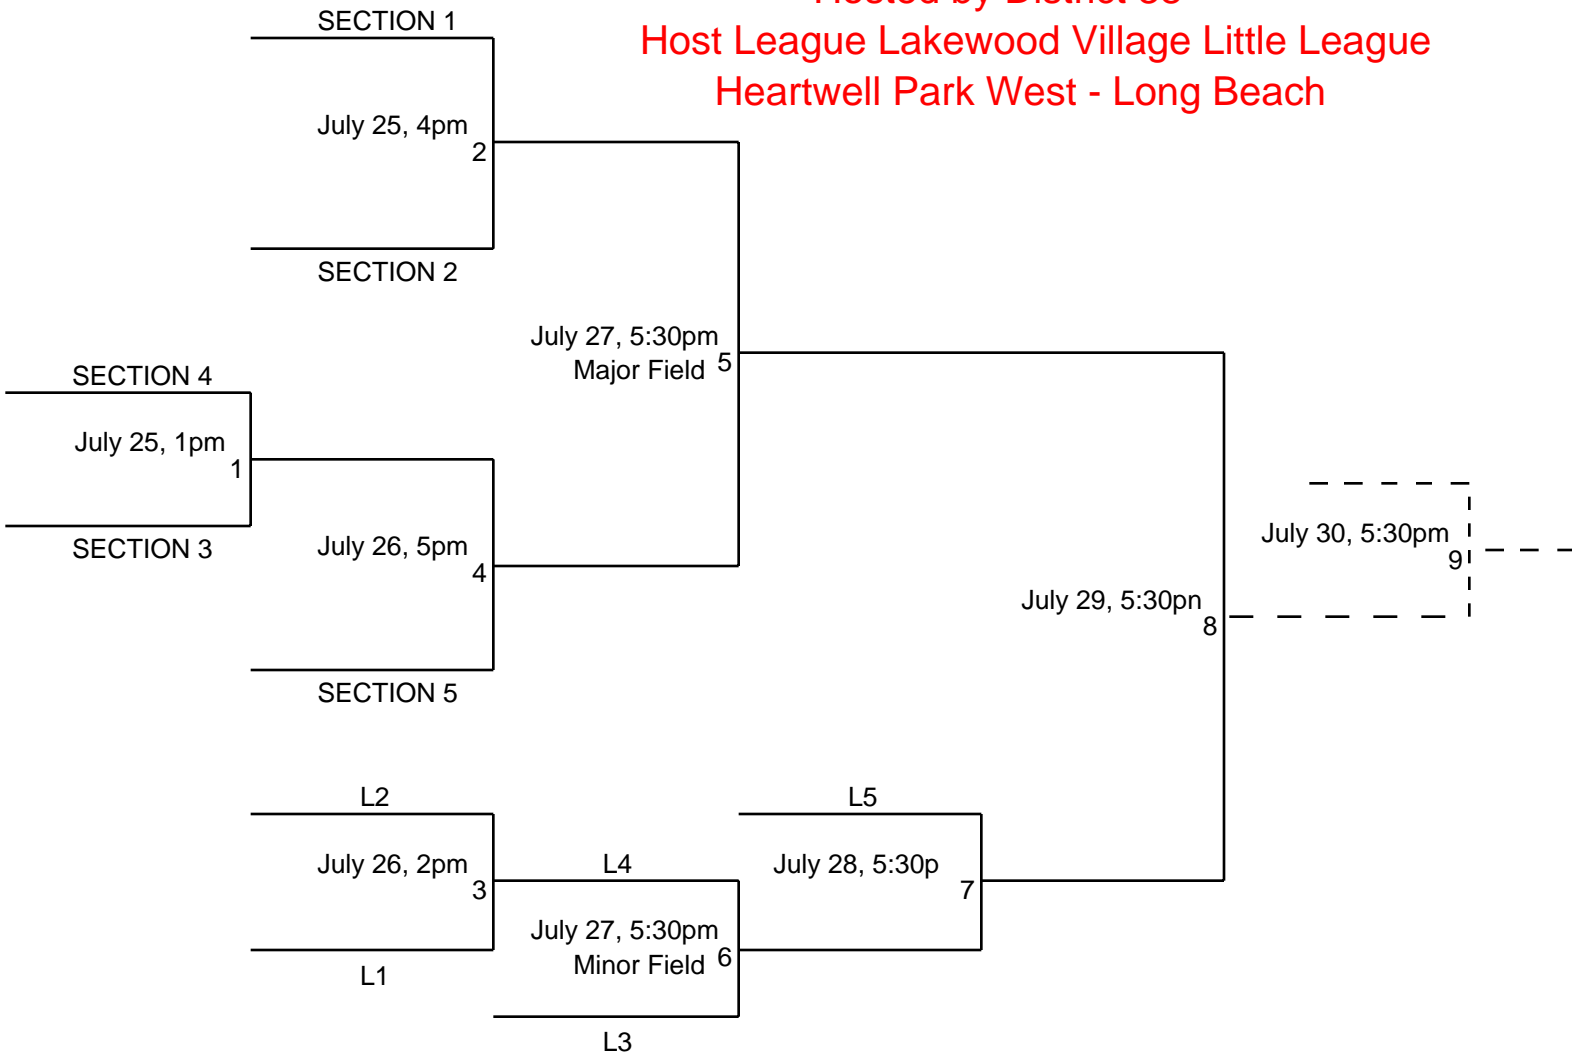 Host League Lakewood Village Little League
Heartwell Park West - Long Beach
SECTION 1
July 25, 4pm
2
SECTION 2
July 27, 5:30pm
Major Field
5
SECTION 4
July 25, 1pm
1
SECTION 3
July 26, 5pm
4
SECTION 5
July 30, 5:30pm
9
July 29, 5:30pn
8
L2
July 26, 2pm
3
L1
L4
July 27, 5:30pm
Minor Field
6
L3
L5
July 28, 5:30p
7